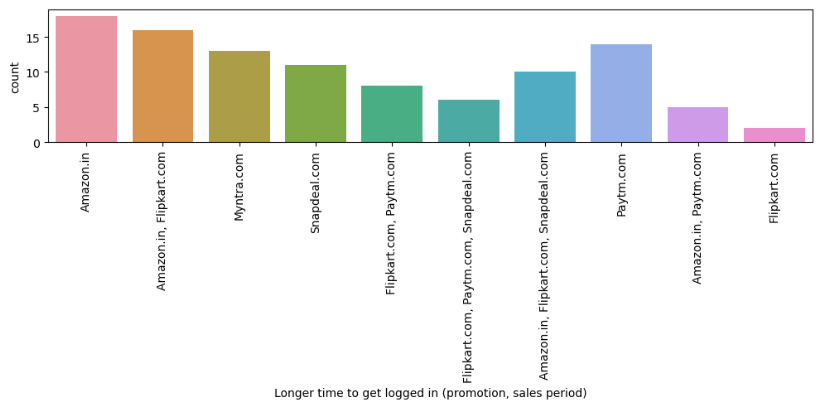 count
15
10
5
0
Amazon.in
Amazon.in, Flipkart.com
Myntra.com
Snapdeal.com
Flipkart.com, Paytm.com
Flipkart.com, Paytm.com, Snapdeal.com
Amazon.in, Flipkart.com, Snapdeal.com
Paytm.com
Amazon.in, Paytm.com
Flipkart.com
Longer time to get logged in (promotion, sales period)